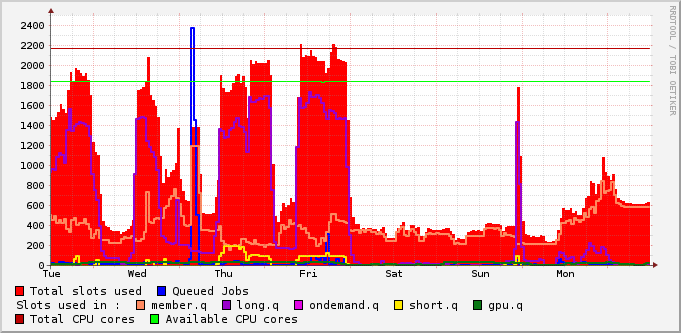 2400
2200
2000
1800
1600
1400
1200
1000
800
600
400
200
0
Tue Wed Thu Fri Sat Sun Mon
Total slots used Queued Jobs
Slots used in : member.q long.q ondemand.q short.q gpu.q
Total CPU cores Available CPU cores
RRDTOOL / TOBI OETIKER